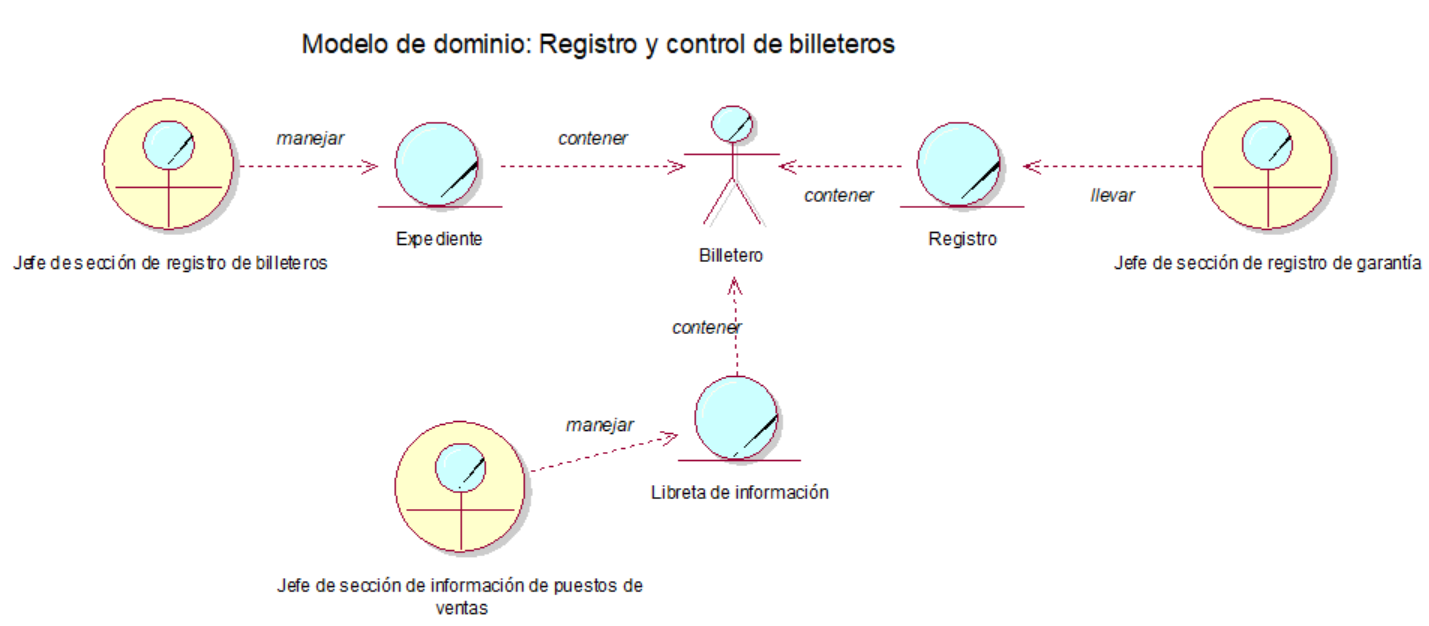 Modelo de dominio: Registro y control de billeteros
manejar
contener
contener
llevar
Expediente
Billetero
Registro
Jefe de sección de registro de billeteros
Jefe de sección de registro de garantía
contener
manejar
Libreta de información
Jefe de sección de información de puestos de
ventas